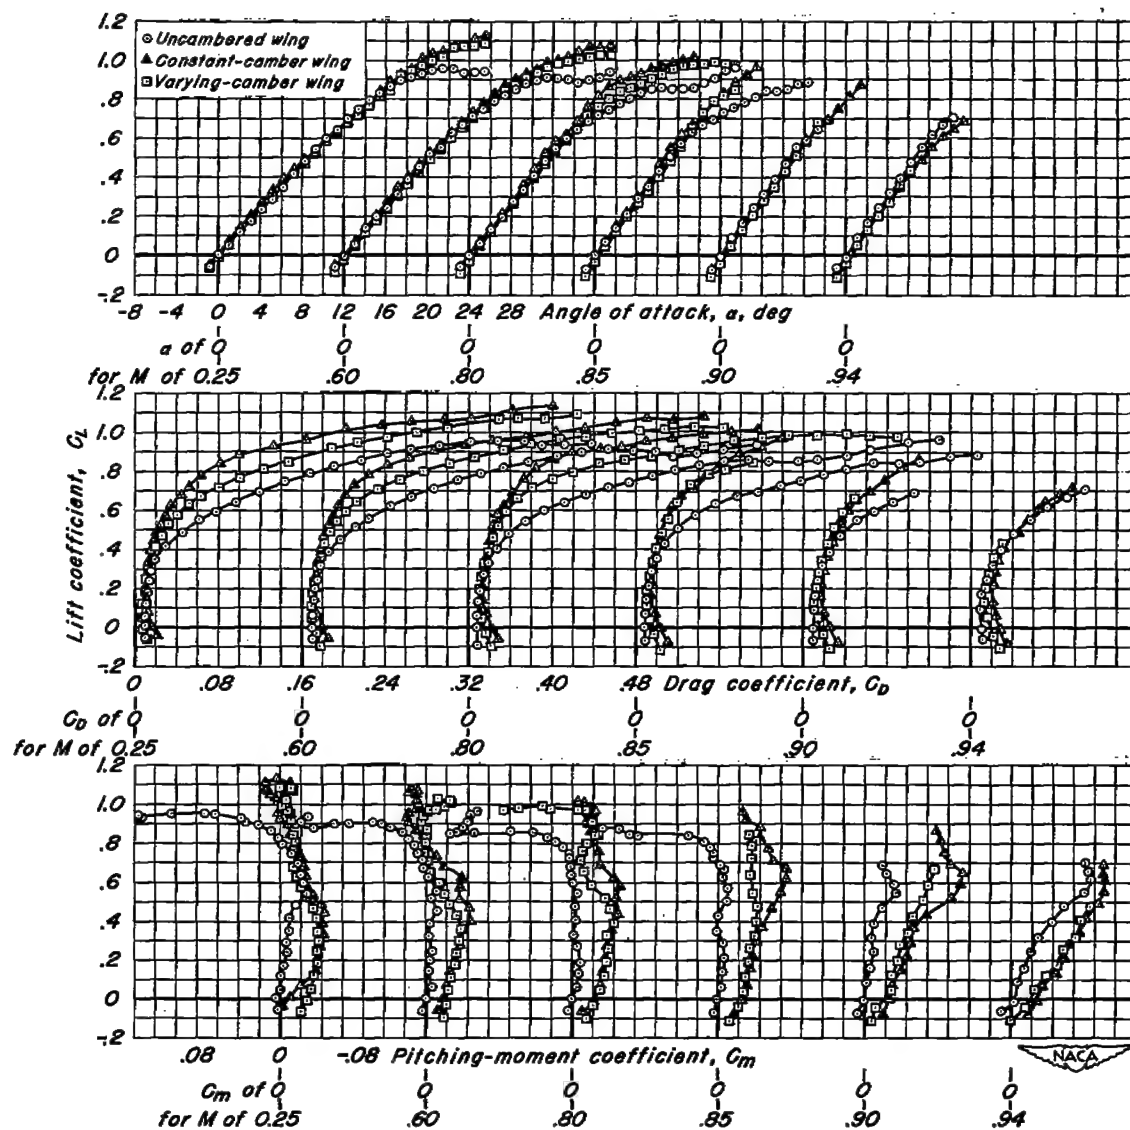 1.2
⊙ Uncambered wing
1.0
▲ Constant-camber wing
.8
⊡ Varying-camber wing
.6
.4
.2
0
-.2
-8 -4 0 4 8 12 16 20 24 28 Angle of attack, α, deg
α of 0 0 0 0 0 0
for M of 0.25 .60 .80 .85 .90 .94
Lift coefficient, C_L
1.2
1.0
.8
.6
.4
.2
0
-.2
0 .08 .16 .24 .32 .40 .48 Drag coefficient, C_D
C_D of 0 0 0 0 0 0
for M of 0.25 .60 .80 .85 .90 .94
1.2
1.0
.8
.6
.4
.2
0
-.2
.08 0 -.08 Pitching-moment coefficient, C_m
NACA
C_m of 0 0 0 0 0 0
for M of 0.25 .60 .80 .85 .90 .94